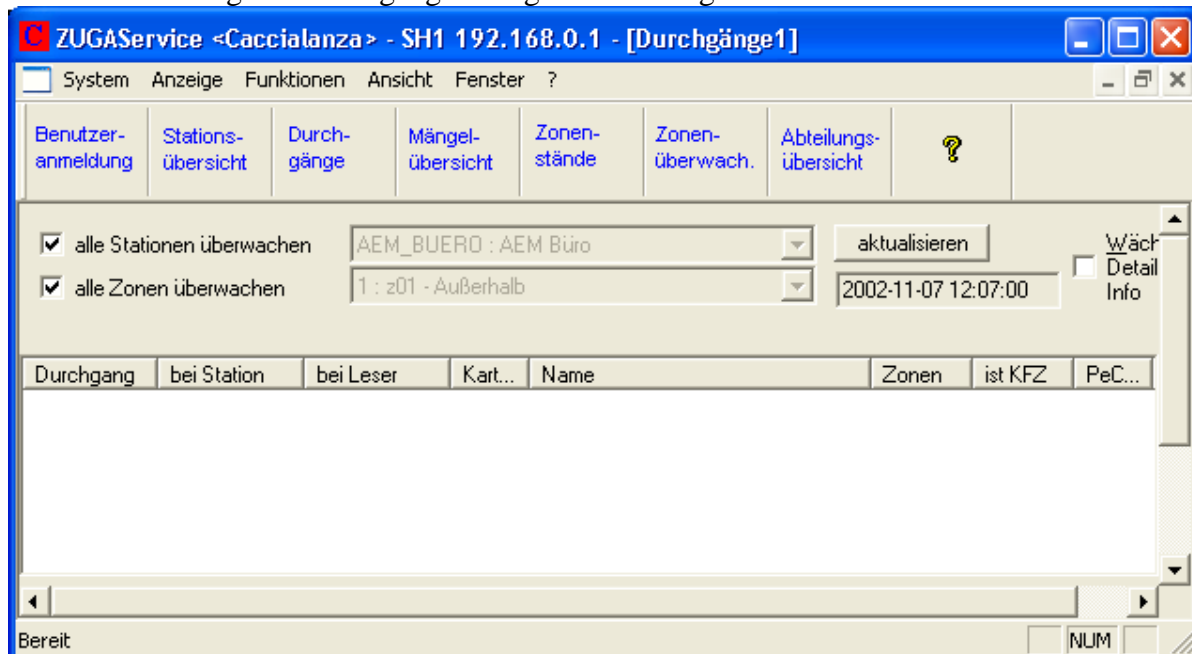 C ZUGAService <Caccialanza> - SH1 192.168.0.1 - [Durchgänge1]
System Anzeige Funktionen Ansicht Fenster ?
Benutzer-
anmeldung
Stations-
übersicht
Durch-
gänge
Mängel-
übersicht
Zonen-
stände
Zonen-
überwach.
Abteilungs-
übersicht
?
alle Stationen überwachen
AEM_BUERO : AEM Büro
aktualisieren
alle Zonen überwachen
1 : z01 - Außerhalb
2002-11-07 12:07:00
Wäch
Detail
Info
Durchgang bei Station bei Leser Kart... Name Zonen ist KFZ PeC...
Bereit
NUM